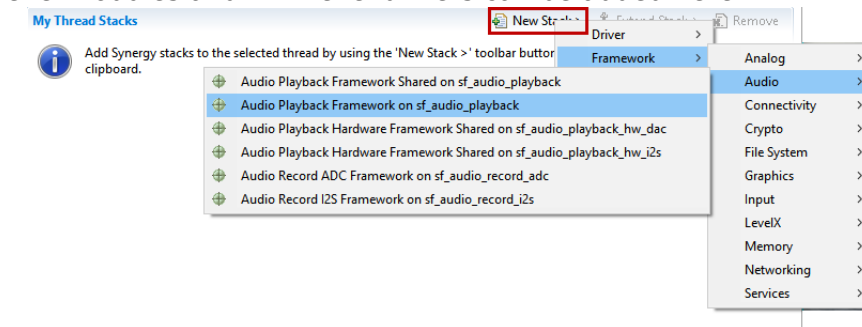 My Thread Stacks
New Stack >
Extend Stack >
Remove
Add Synergy stacks to the selected thread by using the 'New Stack >' toolbar button
clipboard.
Driver >
Framework >
Analog >
Audio >
Connectivity >
Crypto >
File System >
Graphics >
Input >
LevelX >
Memory >
Networking >
Services >
Audio Playback Framework Shared on sf_audio_playback
Audio Playback Framework on sf_audio_playback
Audio Playback Hardware Framework Shared on sf_audio_playback_hw_dac
Audio Playback Hardware Framework Shared on sf_audio_playback_hw_i2s
Audio Record ADC Framework on sf_audio_record_adc
Audio Record I2S Framework on sf_audio_record_i2s